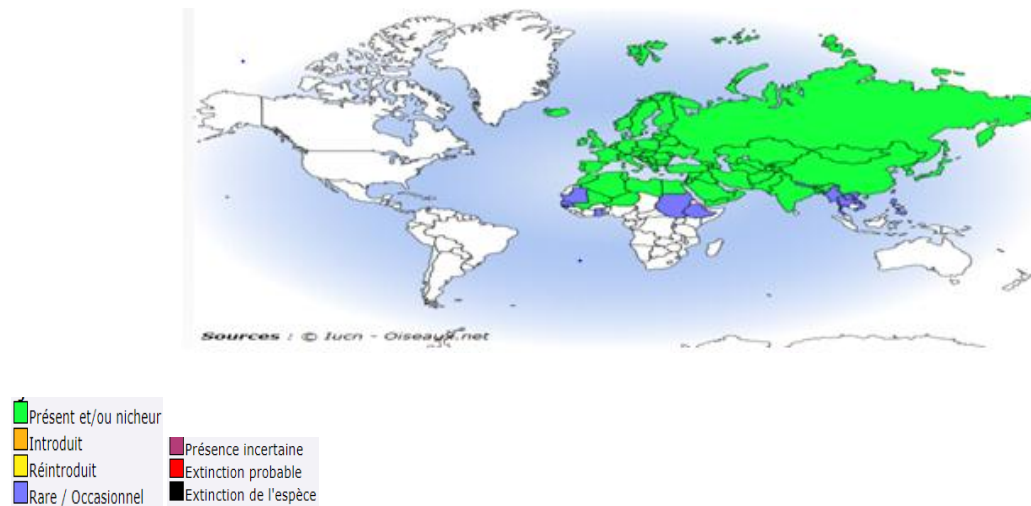 Sources : © Iucn - Oiseaux.net
Présent et/ou nicheur
Introduit
Réintroduit
Rare / Occasionnel
Présence incertaine
Extinction probable
Extinction de l'espèce